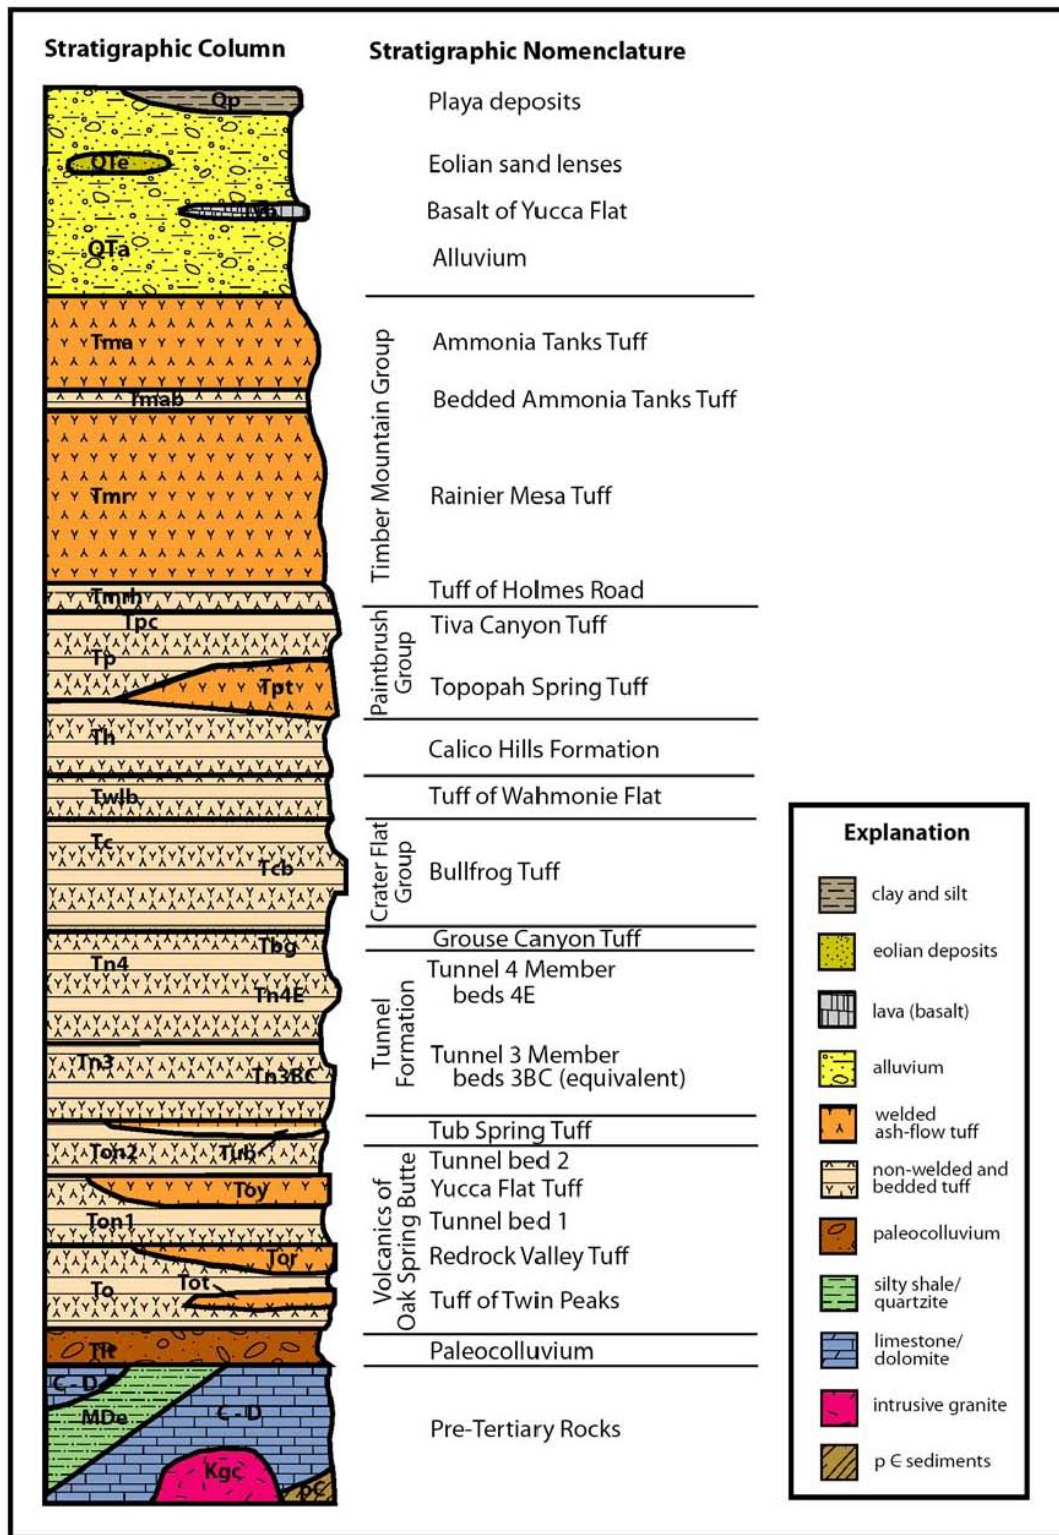 Stratigraphic Column
Stratigraphic Nomenclature
Qp
Playa deposits
QTe
Eolian sand lenses
Basalt of Yucca Flat
QTa
Alluvium
Timber Mountain Group
Tma
Ammonia Tanks Tuff
Tmab
Bedded Ammonia Tanks Tuff
Tmr
Rainier Mesa Tuff
Tmrh
Tuff of Holmes Road
Paintbrush
Group
Tpc
Tiva Canyon Tuff
Tp
Tpt
Topopah Spring Tuff
Th
Calico Hills Formation
Twlb
Tuff of Wahmonie Flat
Crater Flat
Group
Tc
Tcb
Bullfrog Tuff
Tbg
Grouse Canyon Tuff
Tunnel
Formation
Tn4
Tunnel 4 Member
Tn4E
beds 4E
Tn3
Tunnel 3 Member
Tn3BC
beds 3BC (equivalent)
Tub
Tub Spring Tuff
Volcanics of
Oak Spring Butte
Ton2
Tunnel bed 2
Toy
Yucca Flat Tuff
Ton1
Tunnel bed 1
Tor
Redrock Valley Tuff
Tot
To
Tuff of Twin Peaks
Paleocolluvium
Є - D
MDe
Є - D
Pre-Tertiary Rocks
Kgc
pЄ
Explanation
clay and silt
eolian deposits
lava (basalt)
alluvium
welded
ash-flow tuff
non-welded and
bedded tuff
paleocolluvium
silty shale/
quartzite
limestone/
dolomite
intrusive granite
p Є sediments